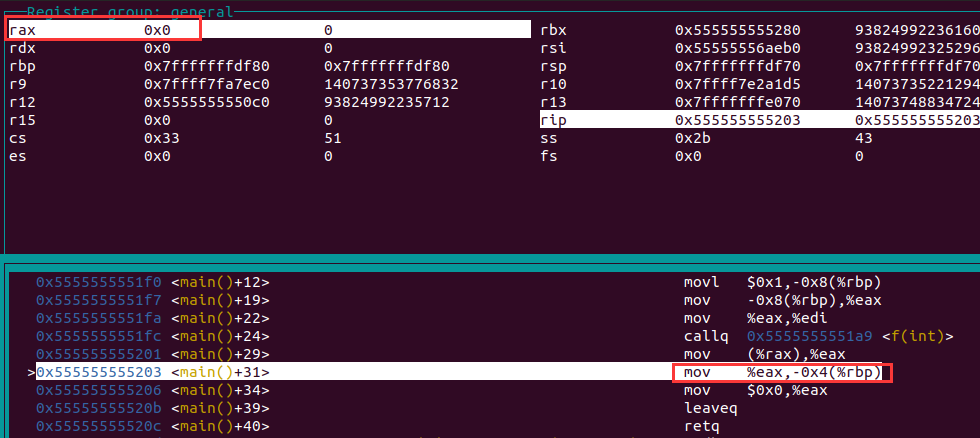 Register group: general
rax 0x0 0 rbx 0x555555555280 93824992236160
rdx 0x0 0 rsi 0x55555556aeb0 93824992325296
rbp 0x7fffffffdf80 0x7fffffffdf80 rsp 0x7fffffffdf70 0x7fffffffdf70
r9 0x7ffff7fa7ec0 140737353776832 r10 0x7ffff7e2a1d5 14073735221294
r12 0x5555555550c0 93824992235712 r13 0x7fffffffe070 14073748834724
r15 0x0 0 rip 0x555555555203 0x555555555203
cs 0x33 51 ss 0x2b 43
es 0x0 0 fs 0x0 0
0x5555555551f0 <main()+12> movl $0x1,-0x8(%rbp)
0x5555555551f7 <main()+19> mov -0x8(%rbp),%eax
0x5555555551fa <main()+22> mov %eax,%edi
0x5555555551fc <main()+24> callq 0x5555555551a9 <f(int)>
0x555555555201 <main()+29> mov (%rax),%eax
>0x555555555203 <main()+31> mov %eax,-0x4(%rbp)
0x555555555206 <main()+34> mov $0x0,%eax
0x55555555520b <main()+39> leaveq
0x55555555520c <main()+40> retq